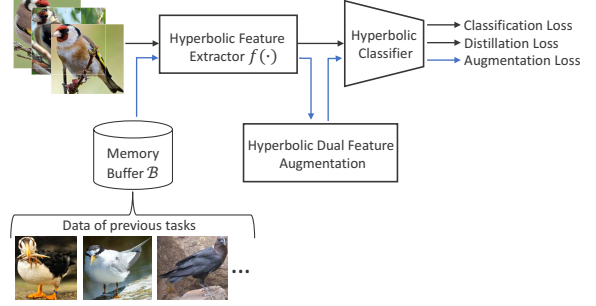 Hyperbolic Feature
Extractor f(·)
Hyperbolic
Classifier
Classification Loss
Distillation Loss
Augmentation Loss
Memory
Buffer ℬ
Hyperbolic Dual Feature
Augmentation
Data of previous tasks
...